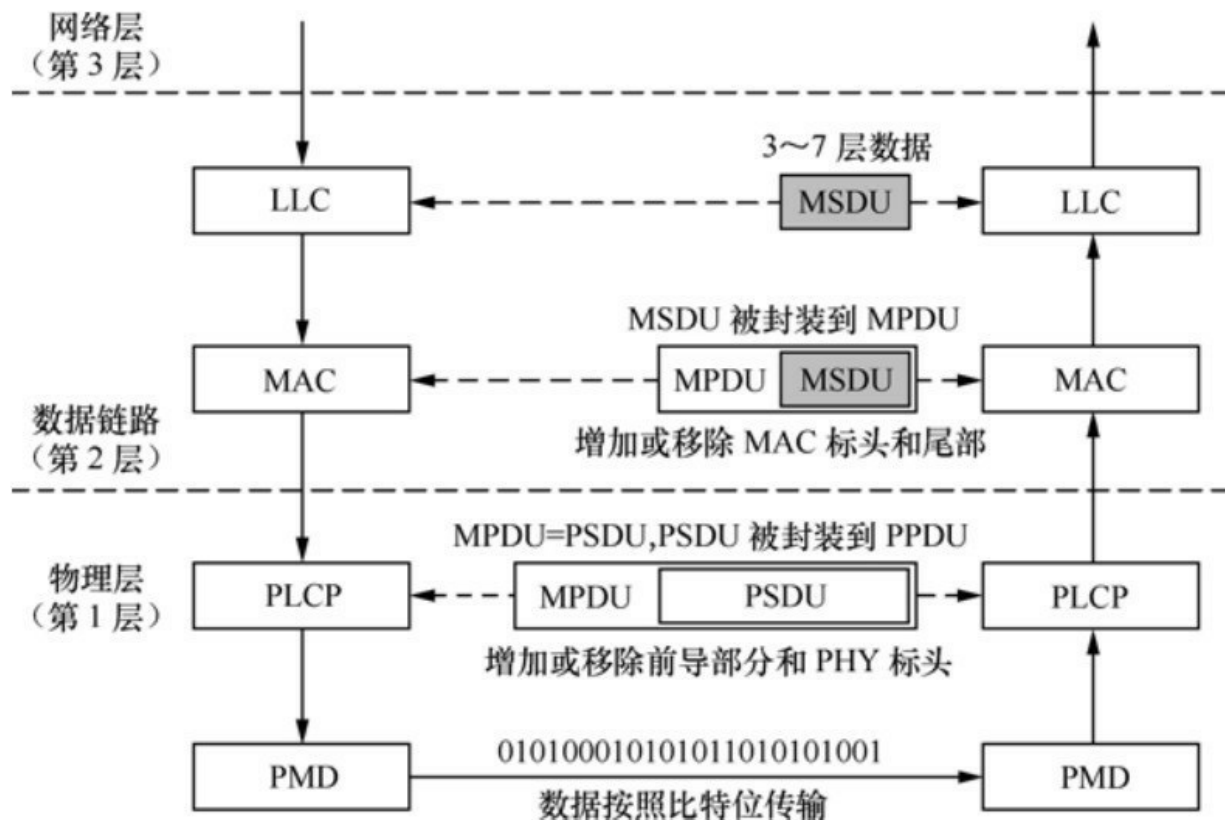 网络层
（第 3 层）
3～7 层数据
LLC
MSDU
LLC
MSDU 被封装到 MPDU
MAC
MPDU
MSDU
MAC
数据链路
（第 2 层）
增加或移除 MAC 标头和尾部
MPDU=PSDU,PSDU 被封装到 PPDU
物理层
（第 1 层）
PLCP
MPDU
PSDU
PLCP
增加或移除前导部分和 PHY 标头
010100010101011010101001
PMD
PMD
数据按照比特位传输